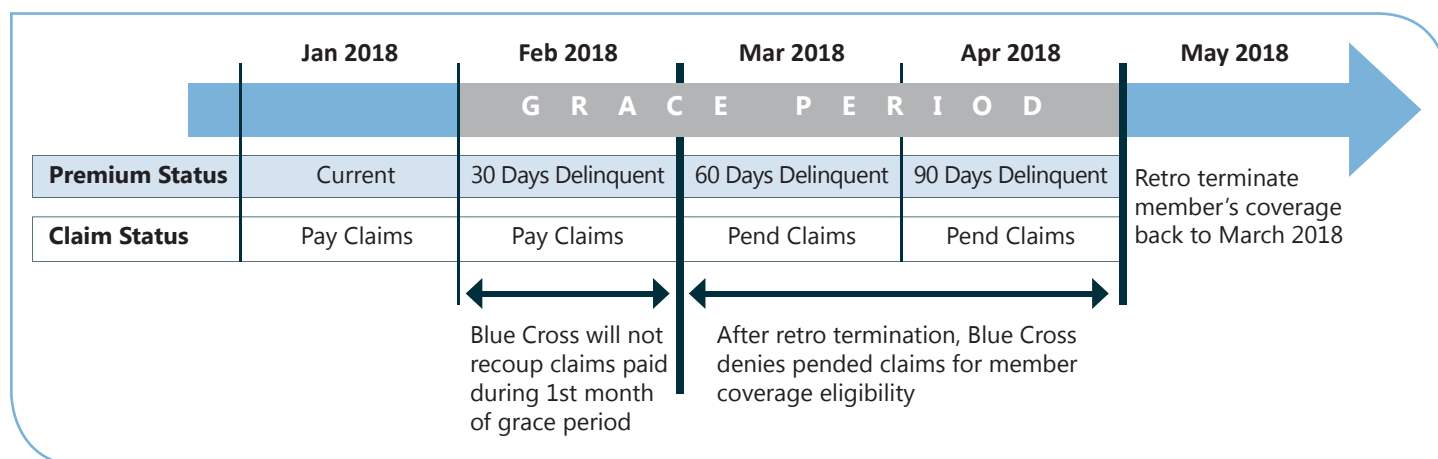 Jan 2018 Feb 2018 Mar 2018 Apr 2018 May 2018
GRACE PERIOD
Premium Status Current 30 Days Delinquent 60 Days Delinquent 90 Days Delinquent
Claim Status Pay Claims Pay Claims Pend Claims Pend Claims
Retro terminate
member’s coverage
back to March 2018
Blue Cross will not
recoup claims paid
during 1st month
of grace period
After retro termination, Blue Cross
denies pended claims for member
coverage eligibility